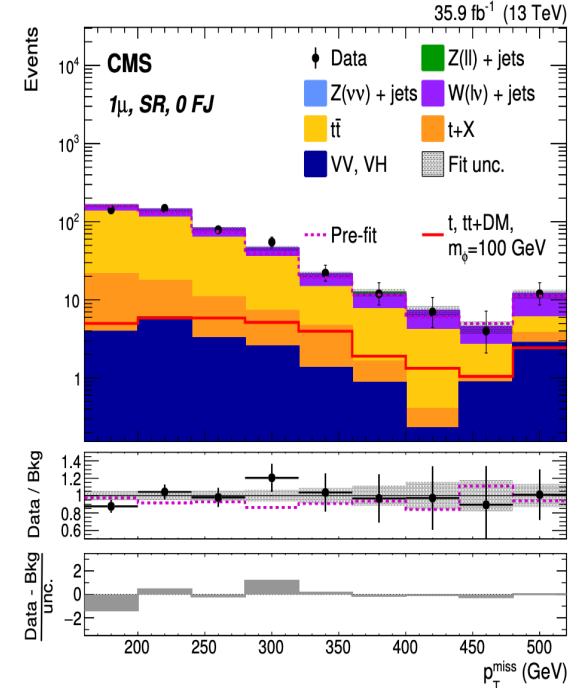 35.9 fb⁻¹ (13 TeV)
Events
CMS
1μ, SR, 0 FJ
Data
Z(ll) + jets
Z(νν) + jets
W(lν) + jets
tt̄
t+X
VV, VH
Fit unc.
Pre-fit
t, tt+DM,
m_ϕ=100 GeV
10⁴
10³
10²
10
1
Data / Bkg
1.4
1.2
1
0.8
0.6
Data - Bkg
unc.
2
0
−2
200 250 300 350 400 450 500
p_T^miss (GeV)